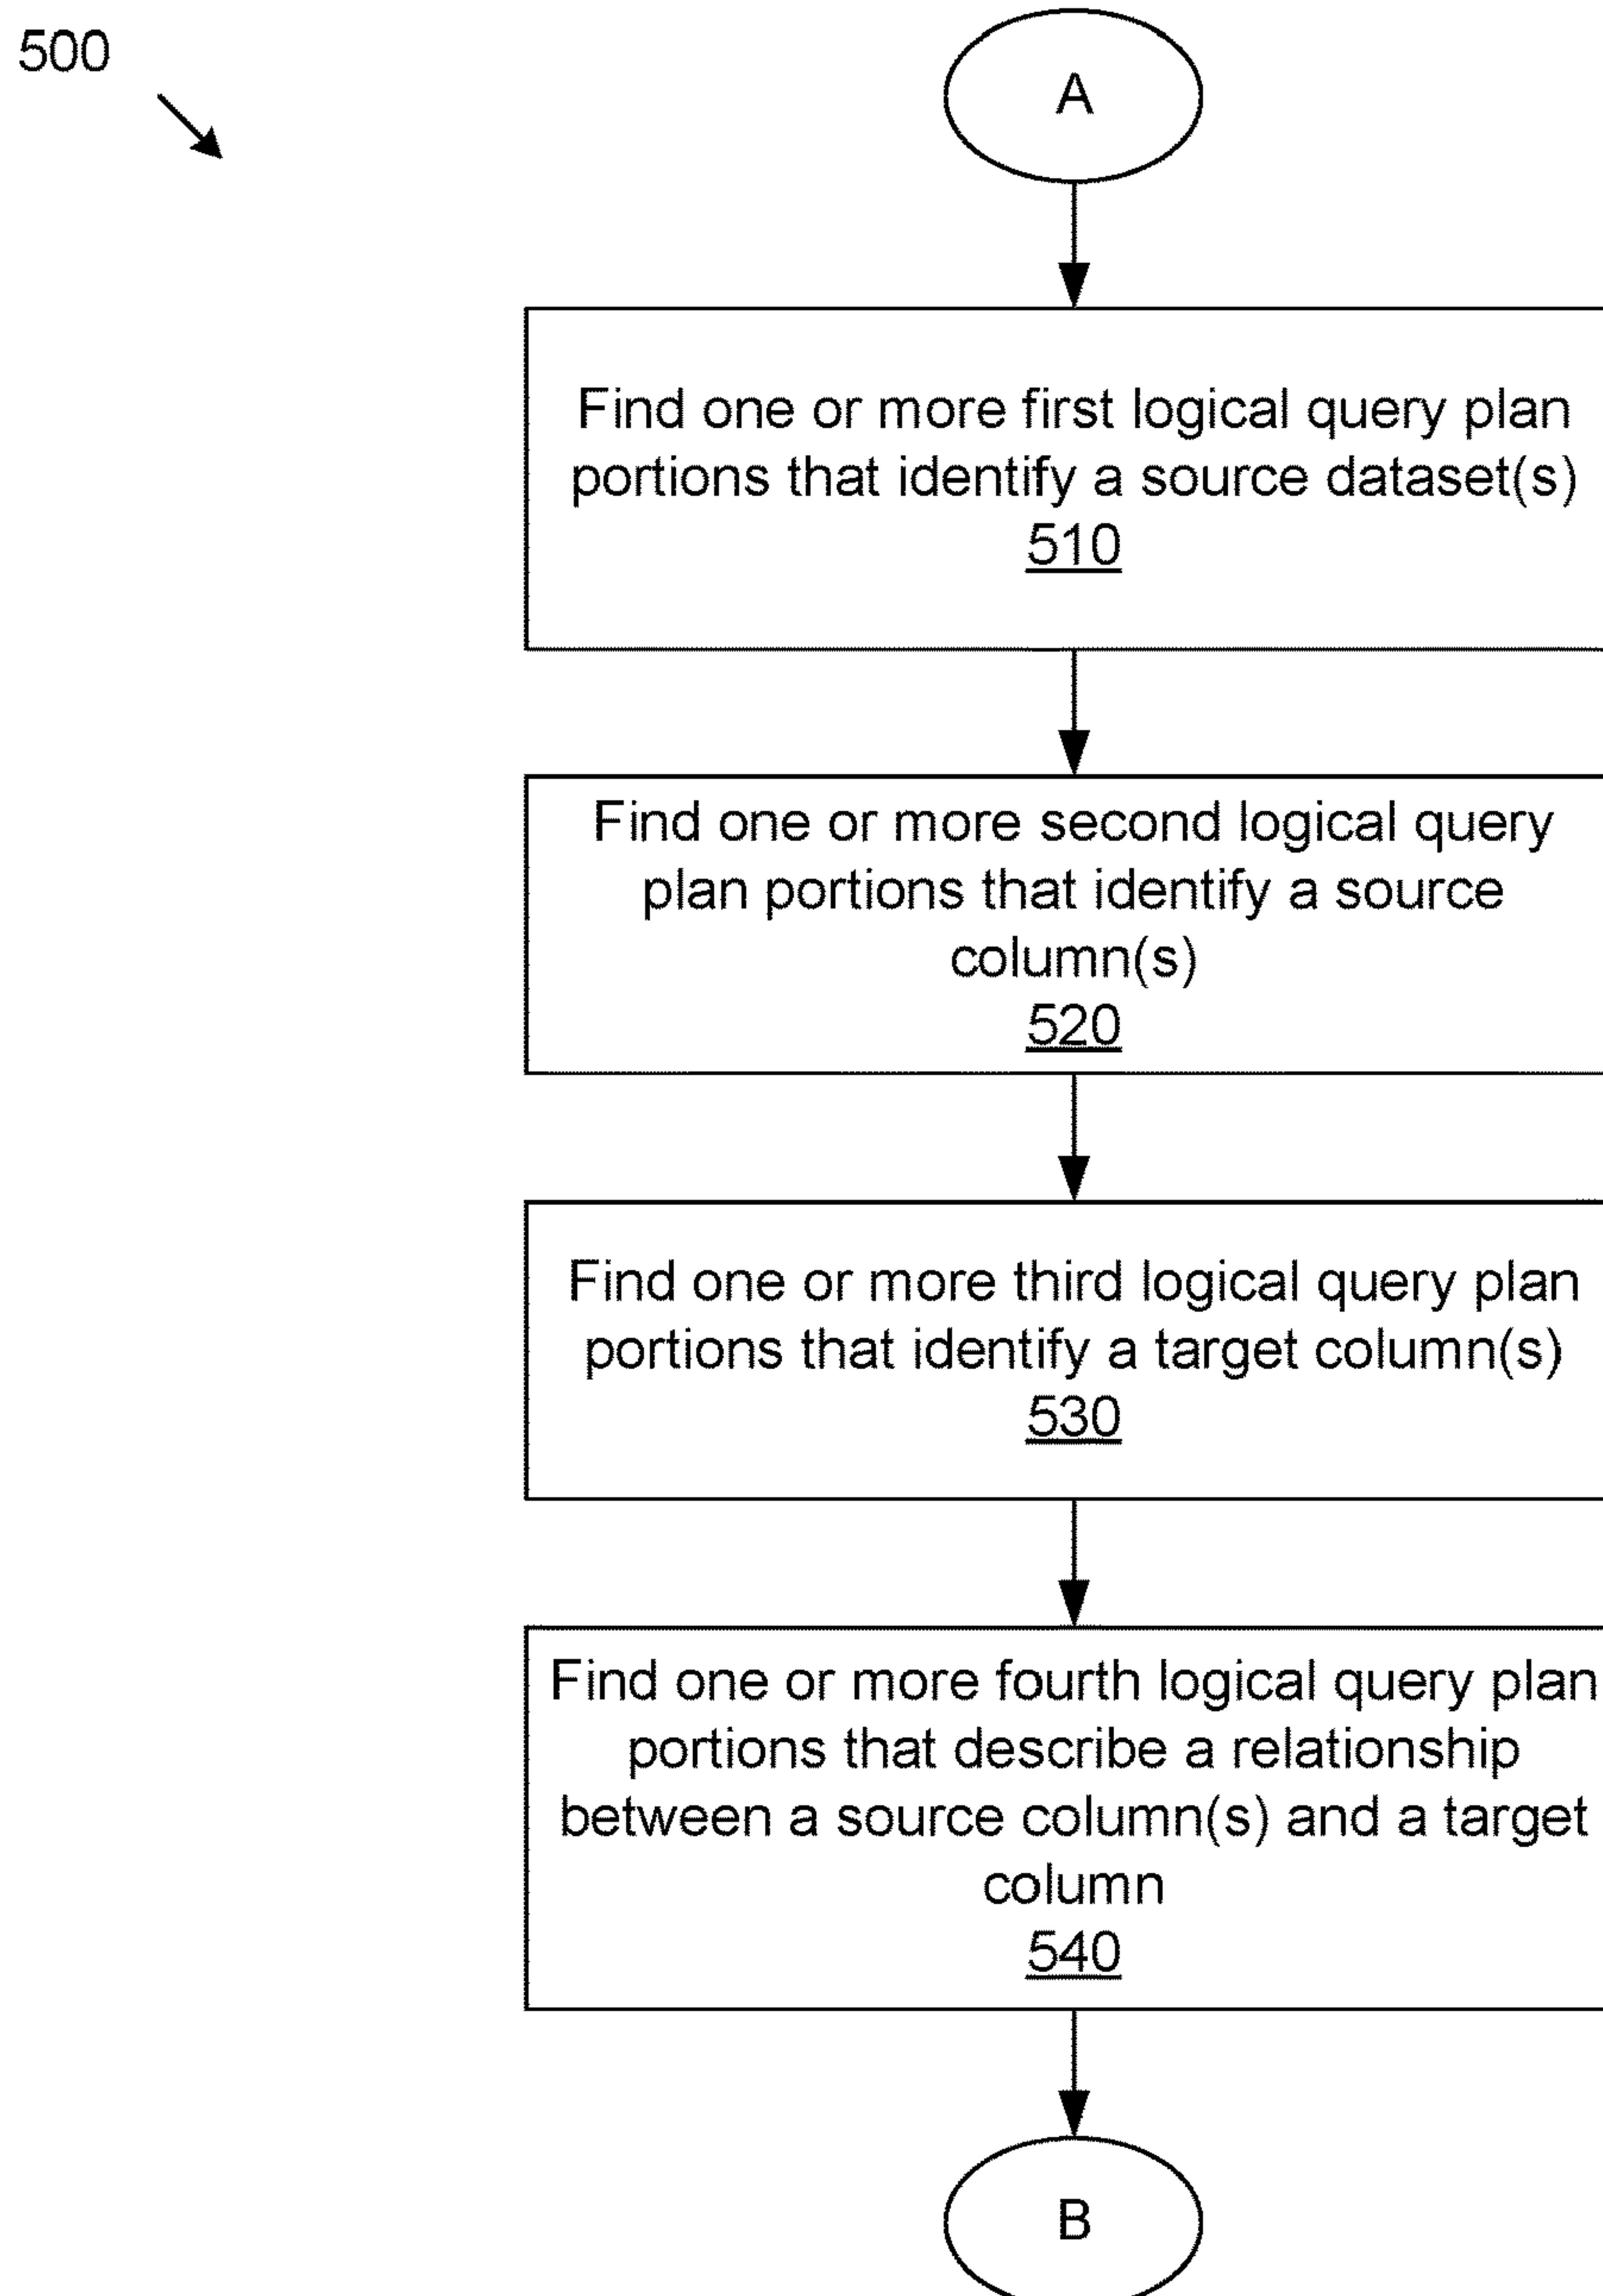 500
A
Find one or more first logical query plan
portions that identify a source dataset(s)
510
Find one or more second logical query
plan portions that identify a source
column(s)
520
Find one or more third logical query plan
portions that identify a target column(s)
530
Find one or more fourth logical query plan
portions that describe a relationship
between a source column(s) and a target
column
540
B